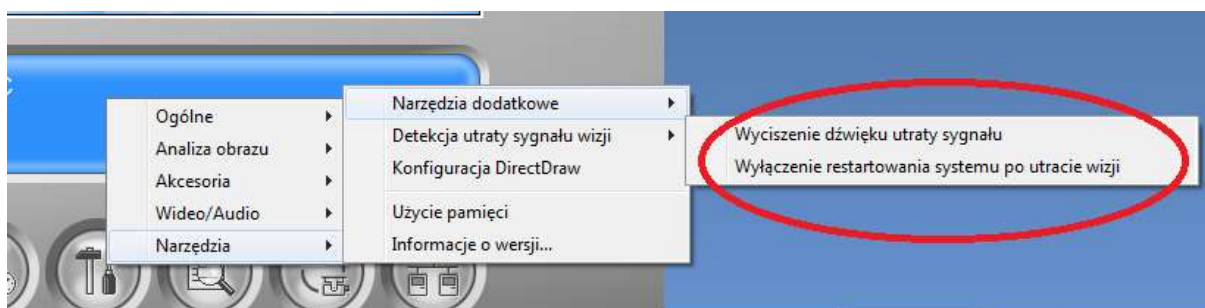 Ogólne
Analiza obrazu
Akcesoria
Wideo/Audio
Narzędzia
Narzędzia dodatkowe
Detekcja utraty sygnału wizji
Konfiguracja DirectDraw
Użycie pamięci
Informacje o wersji...
Wyciszenie dźwięku utraty sygnału
Wyłączenie restartowania systemu po utracie wizji